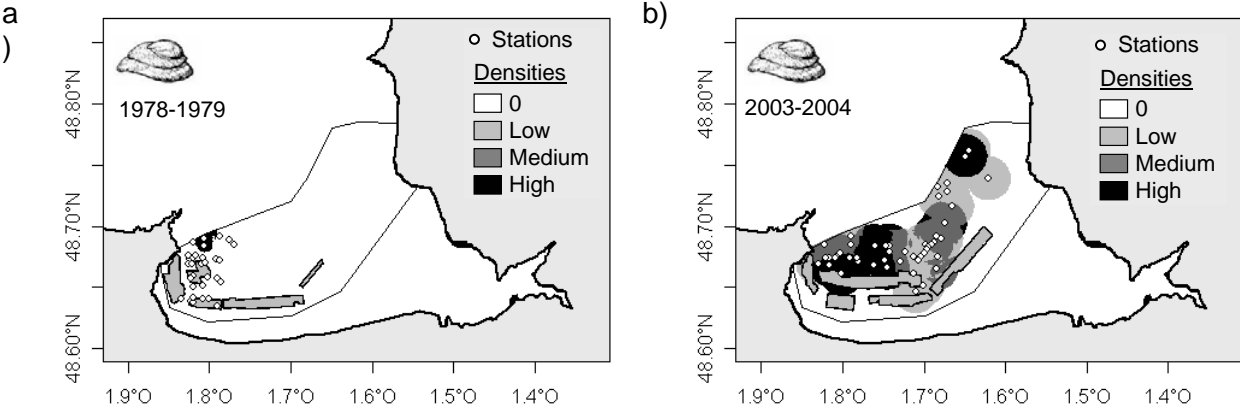 a
)
1978-1979
Stations
Densities
0
Low
Medium
High
48.80°N
48.70°N
48.60°N
1.9°O 1.8°O 1.7°O 1.6°O 1.5°O 1.4°O
b)
2003-2004
Stations
Densities
0
Low
Medium
High
48.80°N
48.70°N
48.60°N
1.9°O 1.8°O 1.7°O 1.6°O 1.5°O 1.4°O